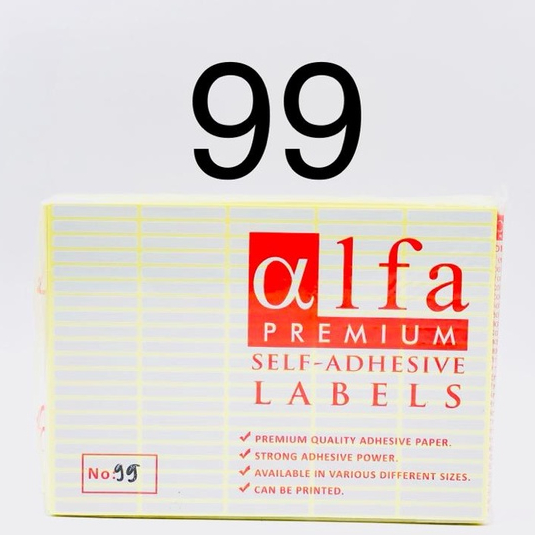 99
αlfa
PREMIUM
SELF-ADHESIVE
LABELS
✓ PREMIUM QUALITY ADHESIVE PAPER.
✓ STRONG ADHESIVE POWER.
✓ AVAILABLE IN VARIOUS DIFFERENT SIZES.
✓ CAN BE PRINTED.
No: 99